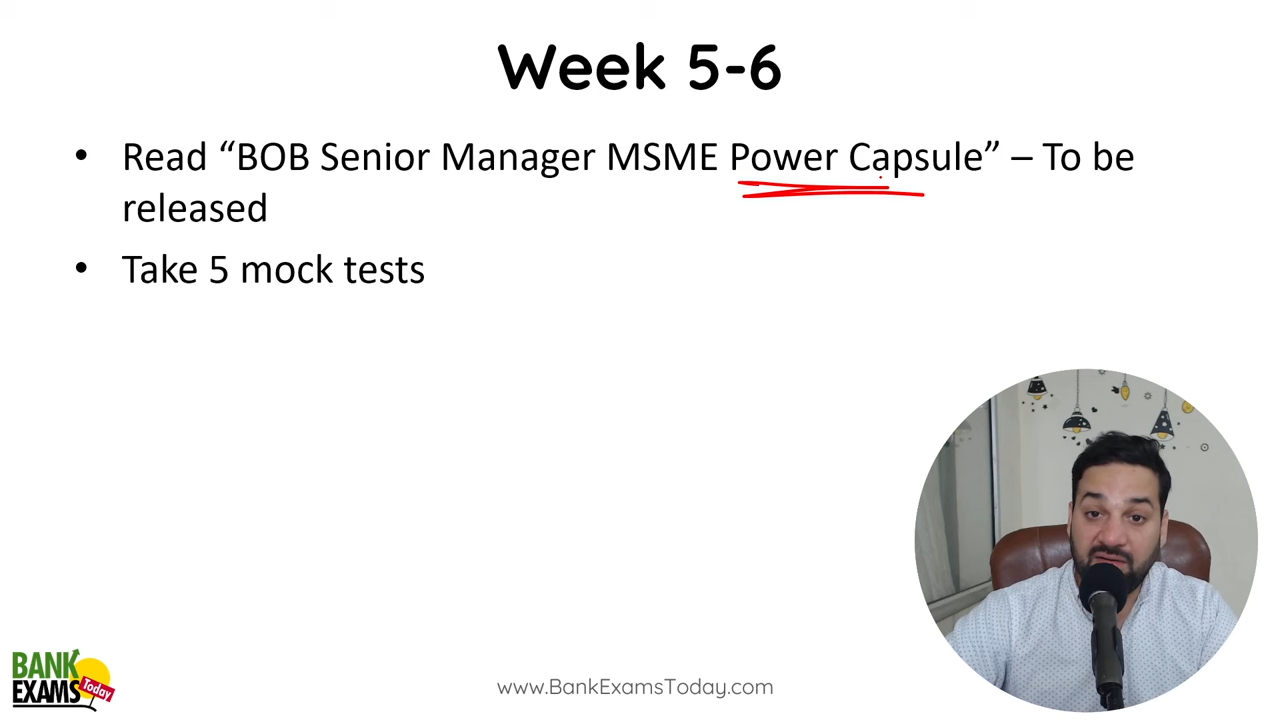 Week 5-6
• Read “BOB Senior Manager MSME Power Capsule” – To be
released
• Take 5 mock tests
BANK
EXAMS
Today
www.BankExamsToday.com